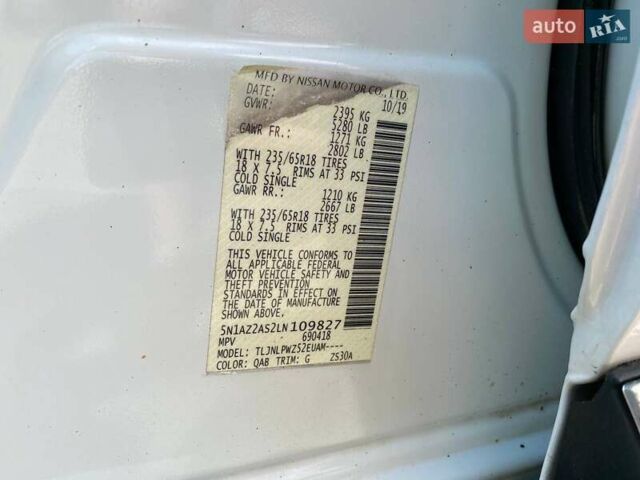 auto RIA.com
MFD BY NISSAN MOTOR CO., LTD.
DATE: 10/19
GVWR: 2395 KG
5280 LB
GAWR FR.: 1271 KG
2802 LB
WITH 235/65R18 TIRES
18 X 7.5 RIMS AT 33 PSI
COLD SINGLE
GAWR RR.: 1210 KG
2667 LB
WITH 235/65R18 TIRES
18 X 7.5 RIMS AT 33 PSI
COLD SINGLE
THIS VEHICLE CONFORMS TO
ALL APPLICABLE FEDERAL
MOTOR VEHICLE SAFETY AND
THEFT PREVENTION
STANDARDS IN EFFECT ON
THE DATE OF MANUFACTURE
SHOWN ABOVE.
5N1AZ2AS2LN109827
MPV 690418
MODEL: TLJNLPWZS2EUAM----
COLOR: QAB TRIM: G ZS30A